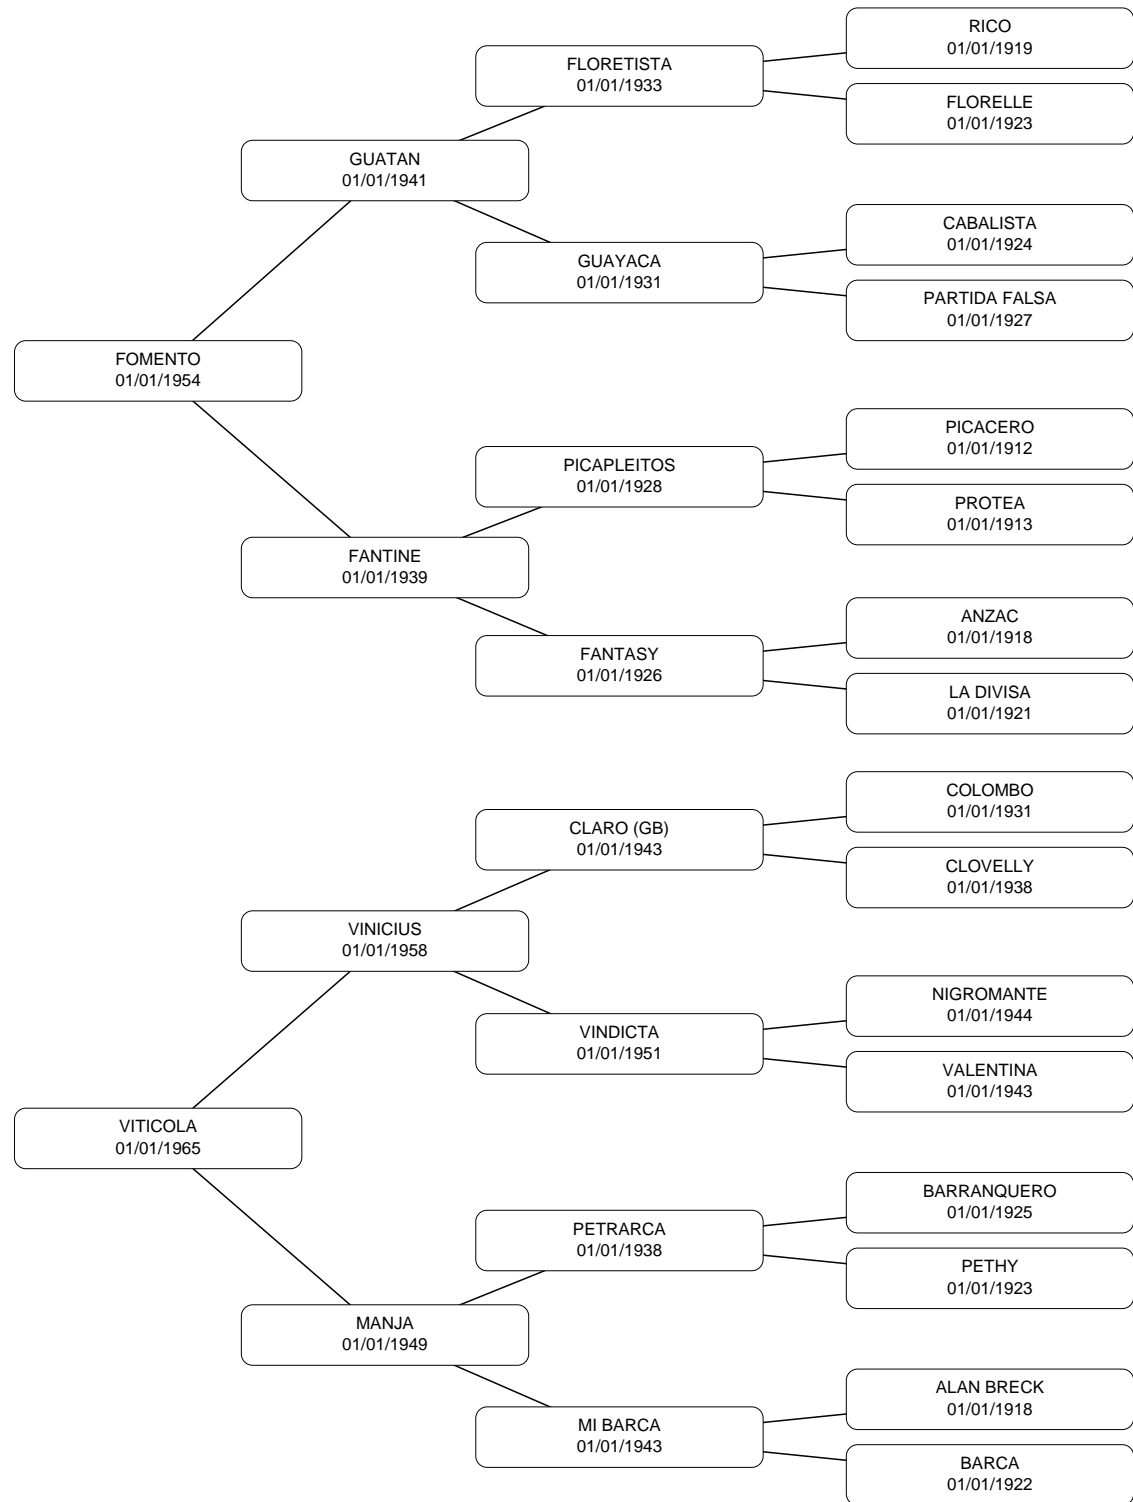 RICO
01/01/1919
FLORETISTA
01/01/1933
FLORELLE
01/01/1923
GUATAN
01/01/1941
CABALISTA
01/01/1924
GUAYACA
01/01/1931
PARTIDA FALSA
01/01/1927
FOMENTO
01/01/1954
PICACERO
01/01/1912
PICAPLEITOS
01/01/1928
PROTEA
01/01/1913
FANTINE
01/01/1939
ANZAC
01/01/1918
FANTASY
01/01/1926
LA DIVISA
01/01/1921
COLOMBO
01/01/1931
CLARO (GB)
01/01/1943
CLOVELLY
01/01/1938
VINICIUS
01/01/1958
NIGROMANTE
01/01/1944
VINDICTA
01/01/1951
VALENTINA
01/01/1943
VITICOLA
01/01/1965
BARRANQUERO
01/01/1925
PETRARCA
01/01/1938
PETHY
01/01/1923
MANJA
01/01/1949
ALAN BRECK
01/01/1918
MI BARCA
01/01/1943
BARCA
01/01/1922